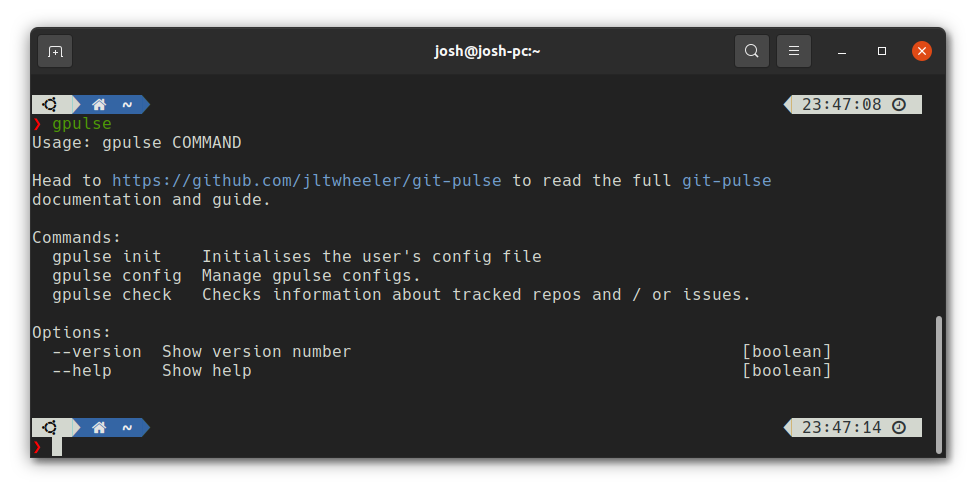 josh@josh-pc:~
~ 23:47:08
❯ gpulse
Usage: gpulse COMMAND
Head to https://github.com/jltwheeler/git-pulse to read the full git-pulse
documentation and guide.
Commands:
gpulse init Initialises the user's config file
gpulse config Manage gpulse configs.
gpulse check Checks information about tracked repos and / or issues.
Options:
--version Show version number [boolean]
--help Show help [boolean]
~ 23:47:14
❯